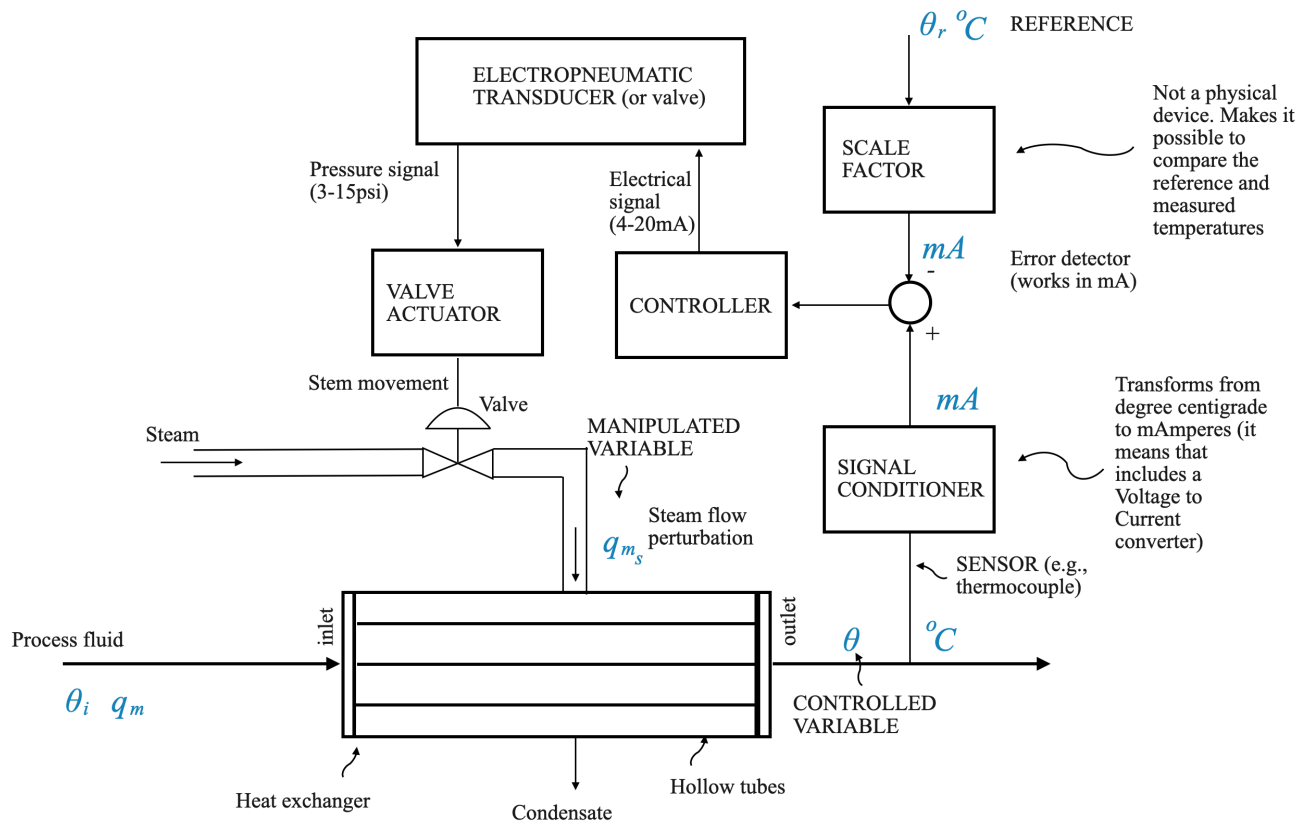 θr °C REFERENCE
ELECTROPNEUMATIC
TRANSDUCER (or valve)
Not a physical
device. Makes it
possible to
compare the
reference and
measured
temperatures
SCALE
FACTOR
Pressure signal
(3-15psi)
Electrical
signal
(4-20mA)
mA
-
Error detector
(works in mA)
VALVE
ACTUATOR
CONTROLLER
+
Stem movement
Valve
mA
Transforms from
degree centigrade
to mAmperes (it
means that
includes a
Voltage to
Current
converter)
Steam
MANIPULATED
VARIABLE
SIGNAL
CONDITIONER
qms
Steam flow
perturbation
SENSOR (e.g.,
thermocouple)
inlet
outlet
Process fluid
θ
°C
θi qm
CONTROLLED
VARIABLE
Heat exchanger
Condensate
Hollow tubes